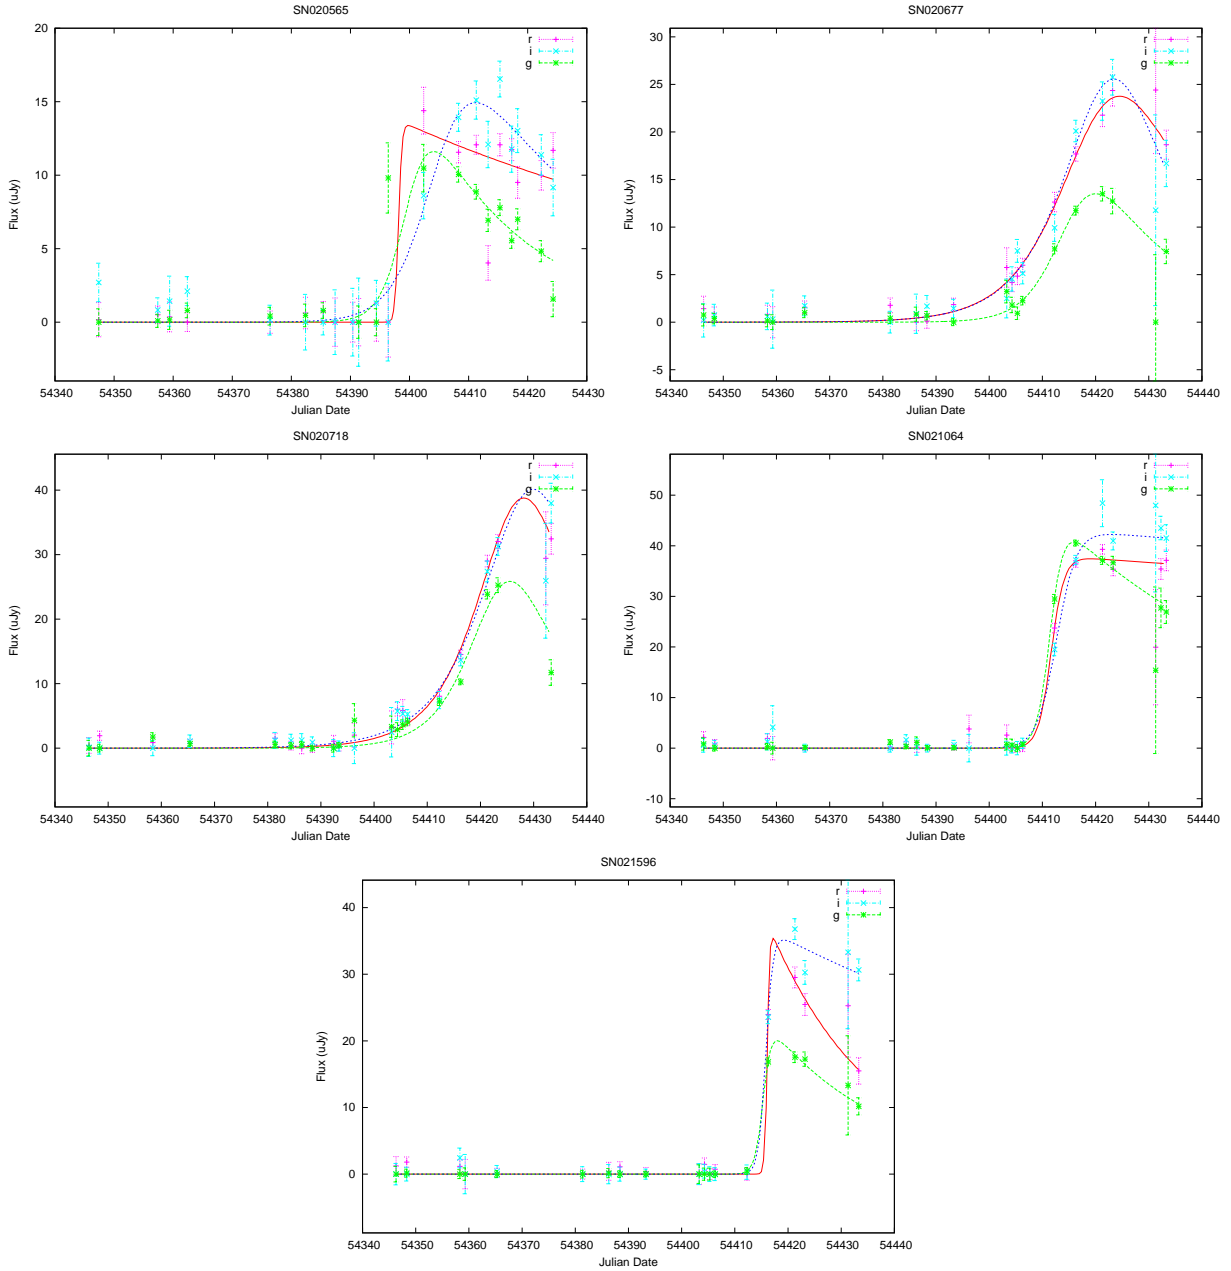 SN020565
20
15
10
5
0
54340 54350 54360 54370 54380 54390 54400 54410 54420 54430
Flux (uJy)
Julian Date
r
i
g
SN020677
30
25
20
15
10
5
0
-5
54340 54350 54360 54370 54380 54390 54400 54410 54420 54430 54440
Flux (uJy)
Julian Date
r
i
g
SN020718
40
30
20
10
0
54340 54350 54360 54370 54380 54390 54400 54410 54420 54430 54440
Flux (uJy)
Julian Date
r
i
g
SN021064
50
40
30
20
10
0
-10
54340 54350 54360 54370 54380 54390 54400 54410 54420 54430 54440
Flux (uJy)
Julian Date
r
i
g
SN021596
40
30
20
10
0
54340 54350 54360 54370 54380 54390 54400 54410 54420 54430 54440
Flux (uJy)
Julian Date
r
i
g